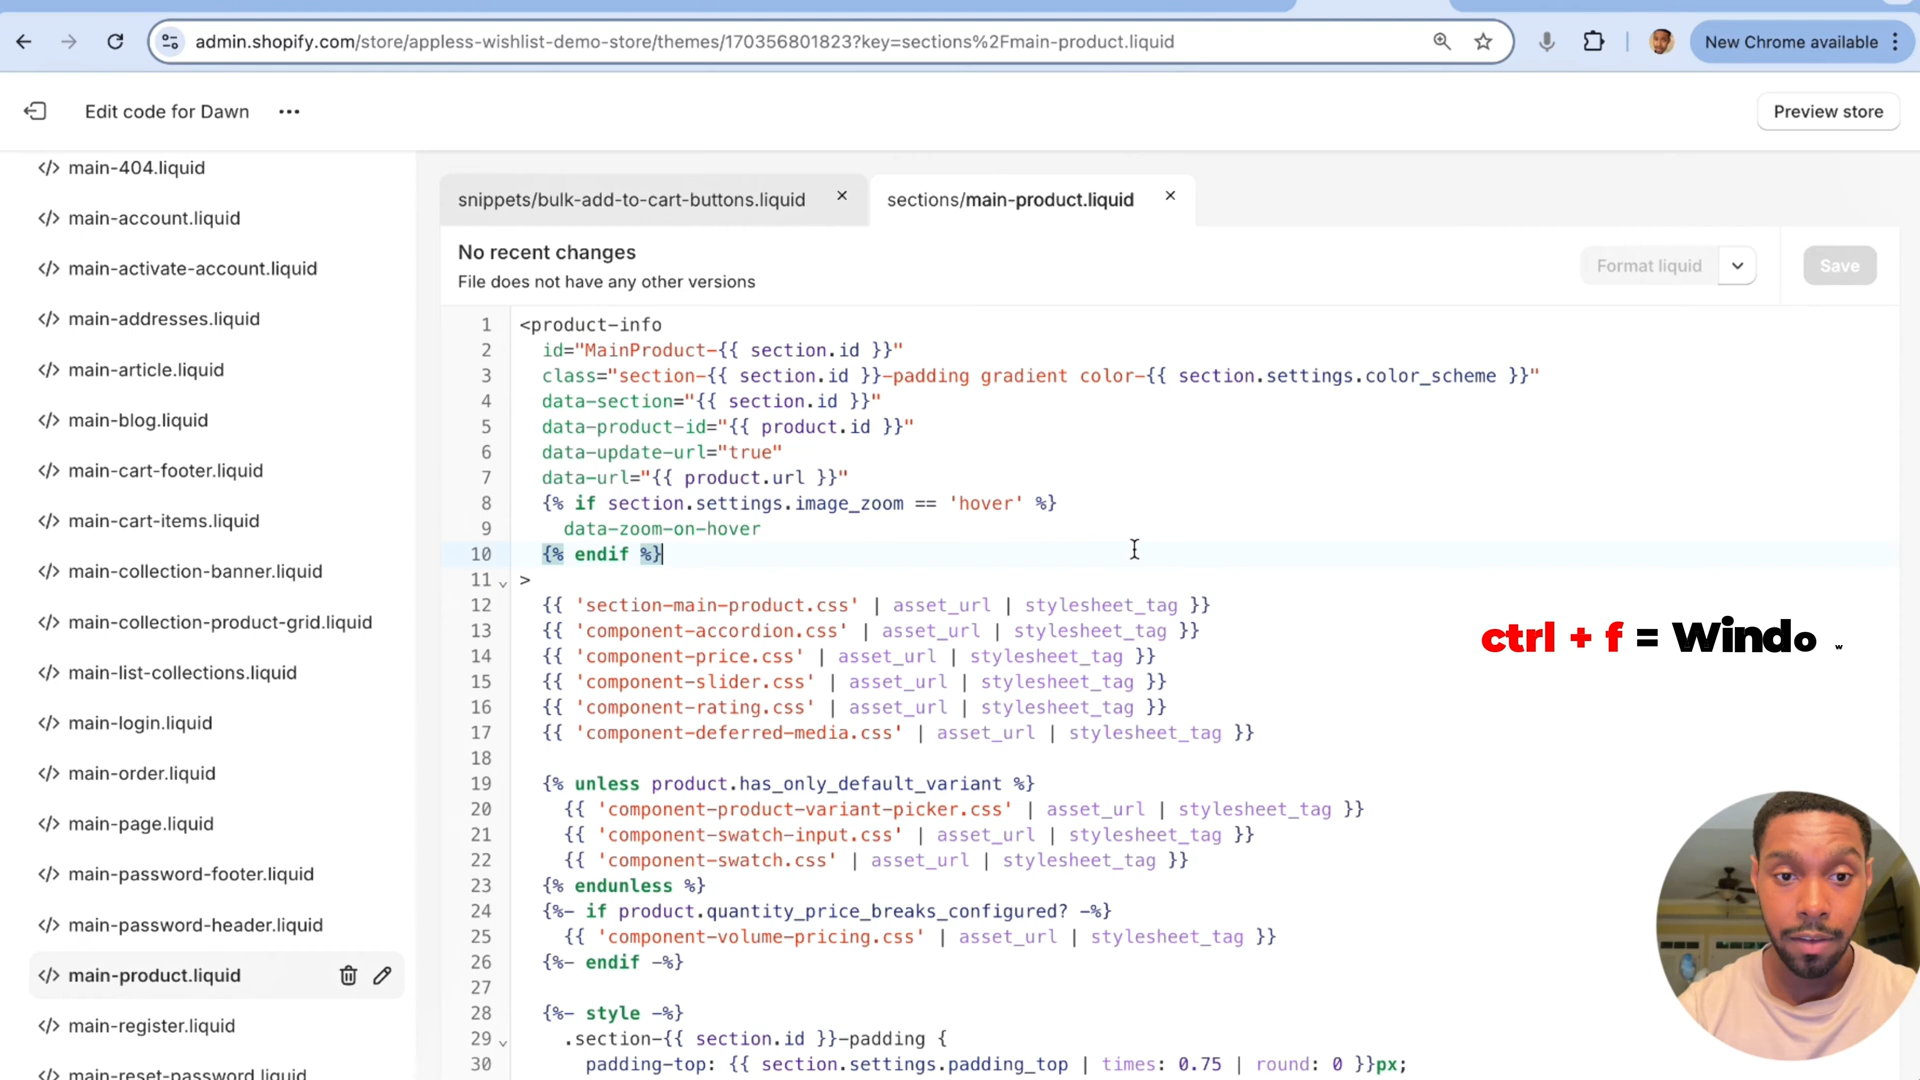 admin.shopify.com/store/appless-wishlist-demo-store/themes/170356801823?key=sections%2Fmain-product.liquid
New Chrome available
Edit code for Dawn
Preview store
main-404.liquid
main-account.liquid
main-activate-account.liquid
main-addresses.liquid
main-article.liquid
main-blog.liquid
main-cart-footer.liquid
main-cart-items.liquid
main-collection-banner.liquid
main-collection-product-grid.liquid
main-list-collections.liquid
main-login.liquid
main-order.liquid
main-page.liquid
main-password-footer.liquid
main-password-header.liquid
main-product.liquid
main-register.liquid
main-reset-password.liquid
snippets/bulk-add-to-cart-buttons.liquid
sections/main-product.liquid
No recent changes
File does not have any other versions
Format liquid
Save
1 <product-info
2 id="MainProduct-{{ section.id }}"
3 class="section-{{ section.id }}-padding gradient color-{{ section.settings.color_scheme }}"
4 data-section="{{ section.id }}"
5 data-product-id="{{ product.id }}"
6 data-update-url="true"
7 data-url="{{ product.url }}"
8 {% if section.settings.image_zoom == 'hover' %}
9 data-zoom-on-hover
10 {% endif %}
11 >
12 {{ 'section-main-product.css' | asset_url | stylesheet_tag }}
13 {{ 'component-accordion.css' | asset_url | stylesheet_tag }}
14 {{ 'component-price.css' | asset_url | stylesheet_tag }}
15 {{ 'component-slider.css' | asset_url | stylesheet_tag }}
16 {{ 'component-rating.css' | asset_url | stylesheet_tag }}
17 {{ 'component-deferred-media.css' | asset_url | stylesheet_tag }}
18
19 {% unless product.has_only_default_variant %}
20 {{ 'component-product-variant-picker.css' | asset_url | stylesheet_tag }}
21 {{ 'component-swatch-input.css' | asset_url | stylesheet_tag }}
22 {{ 'component-swatch.css' | asset_url | stylesheet_tag }}
23 {% endunless %}
24 {%- if product.quantity_price_breaks_configured? -%}
25 {{ 'component-volume-pricing.css' | asset_url | stylesheet_tag }}
26 {%- endif -%}
27
28 {%- style -%}
29 .section-{{ section.id }}-padding {
30 padding-top: {{ section.settings.padding_top | times: 0.75 | round: 0 }}px;
ctrl + f = Window